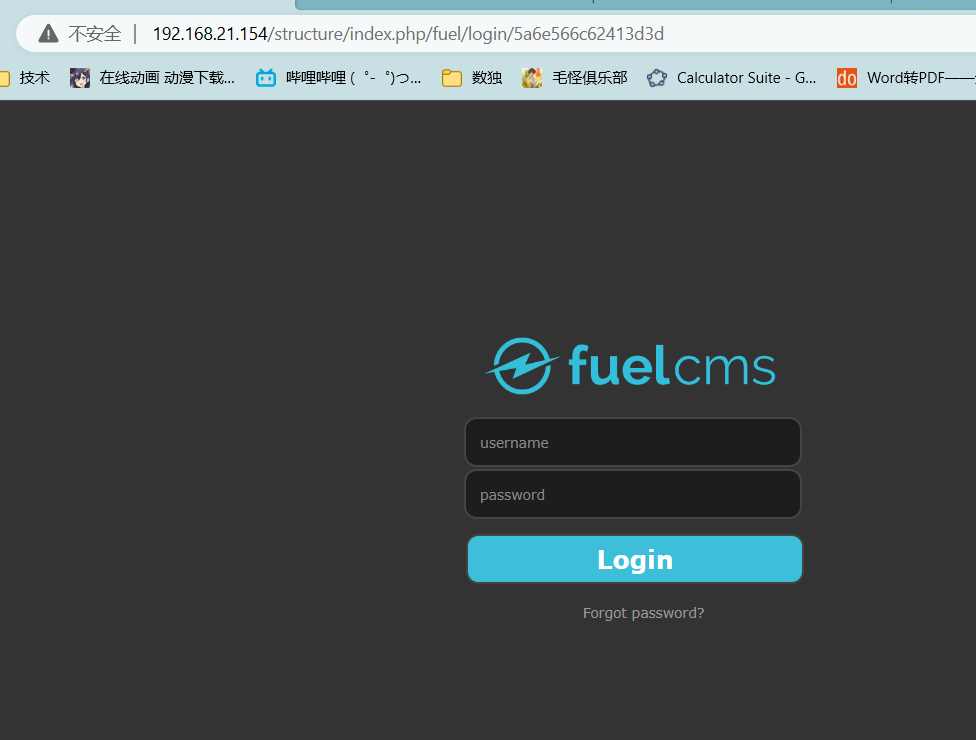 不安全 | 192.168.21.154/structure/index.php/fuel/login/5a6e566c62413d3d
技术 在线动画 动漫下载... 哔哩哔哩 (゜-゜)つ... 数独 毛怪俱乐部 Calculator Suite - G... do Word转PDF——
fuelcms
username
password
Login
Forgot password?